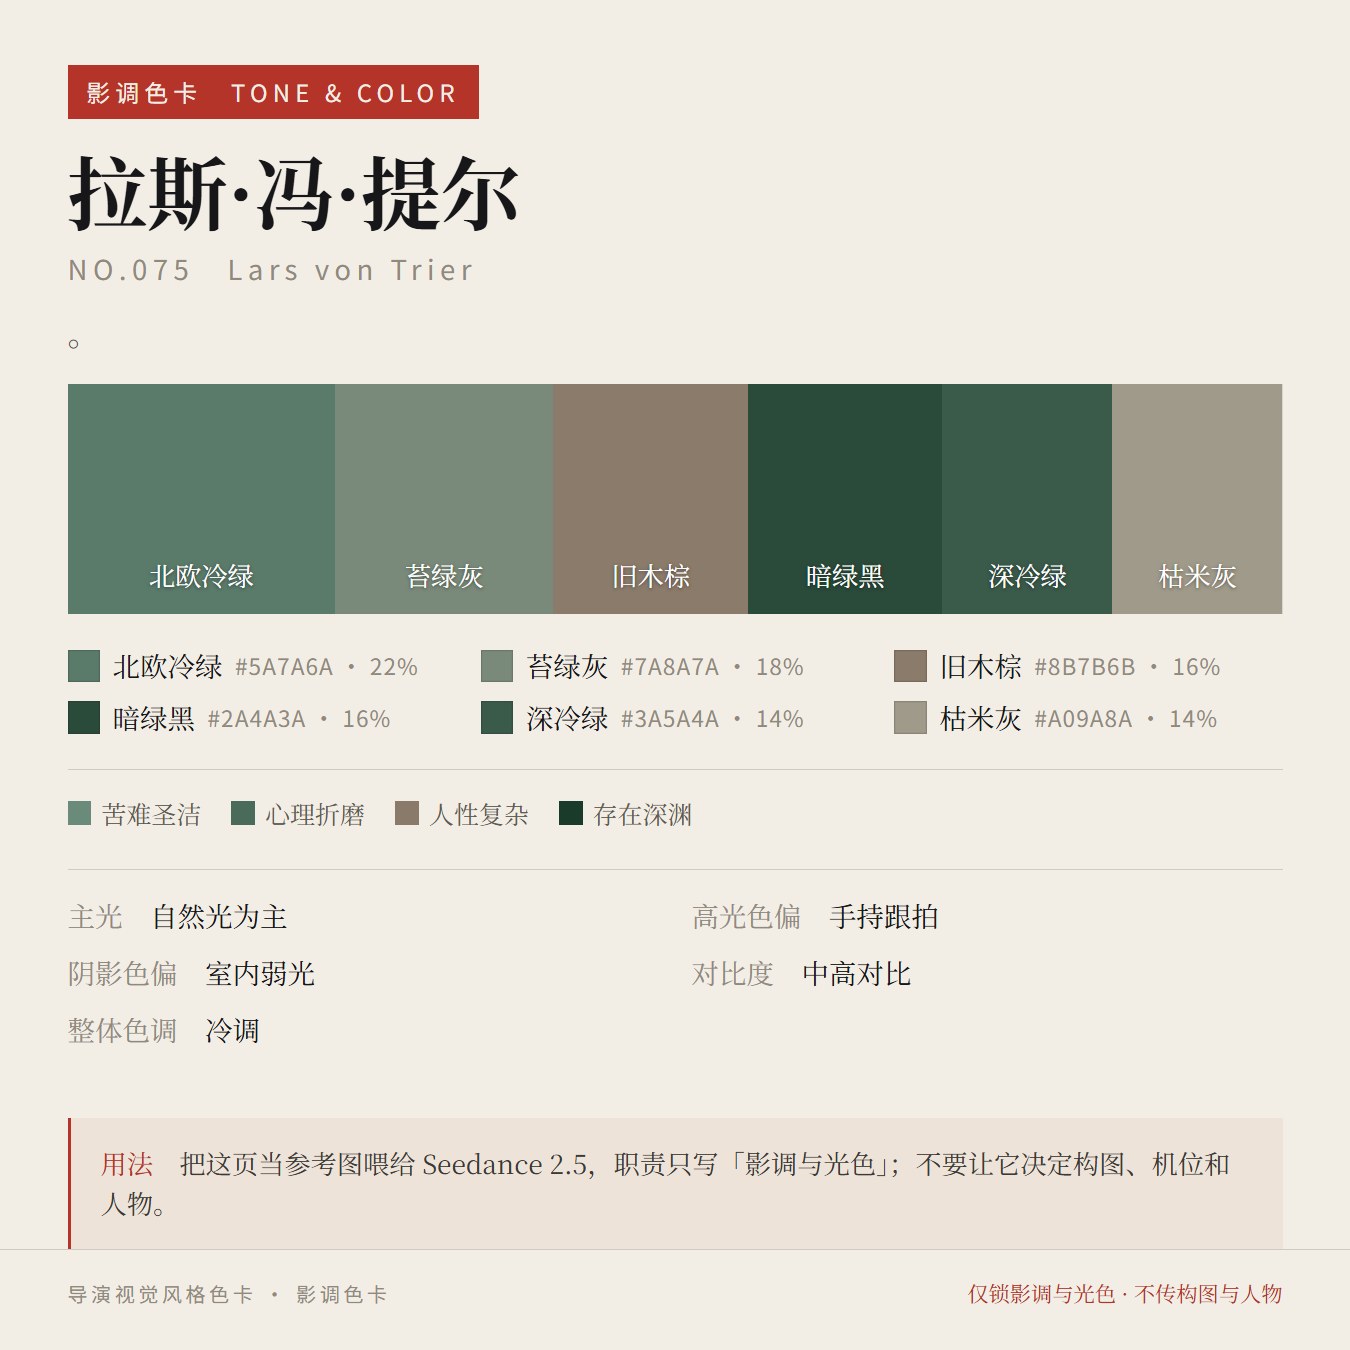 影调色卡 TONE & COLOR
拉斯·冯·提尔
NO.075 Lars von Trier
。
北欧冷绿 苔绿灰 旧木棕 暗绿黑 深冷绿 枯米灰
北欧冷绿 #5A7A6A · 22% 苔绿灰 #7A8A7A · 18% 旧木棕 #8B7B6B · 16%
暗绿黑 #2A4A3A · 16% 深冷绿 #3A5A4A · 14% 枯米灰 #A09A8A · 14%
苦难圣洁 心理折磨 人性复杂 存在深渊
主光 自然光为主 高光色偏 手持跟拍
阴影色偏 室内弱光 对比度 中高对比
整体色调 冷调
用法 把这页当参考图喂给 Seedance 2.5，职责只写「影调与光色」；不要让它决定构图、机位和
人物。
导演视觉风格色卡 · 影调色卡 仅锁影调与光色 · 不传构图与人物